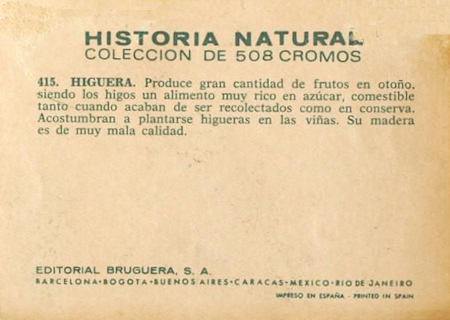 HISTORIA NATURAL
COLECCION DE 508 CROMOS
415. HIGUERA. Produce gran cantidad de frutos en otoño,
siendo los higos un alimento muy rico en azúcar, comestible
tanto cuando acaban de ser recolectados como en conserva.
Acostumbran a plantarse higueras en las viñas. Su madera
es de muy mala calidad.
EDITORIAL BRUGUERA, S. A.
BARCELONA•BOGOTA•BUENOS AIRES•CARACAS•MEXICO•RIO DE JANEIRO
IMPRESO EN ESPAÑA - PRINTED IN SPAIN